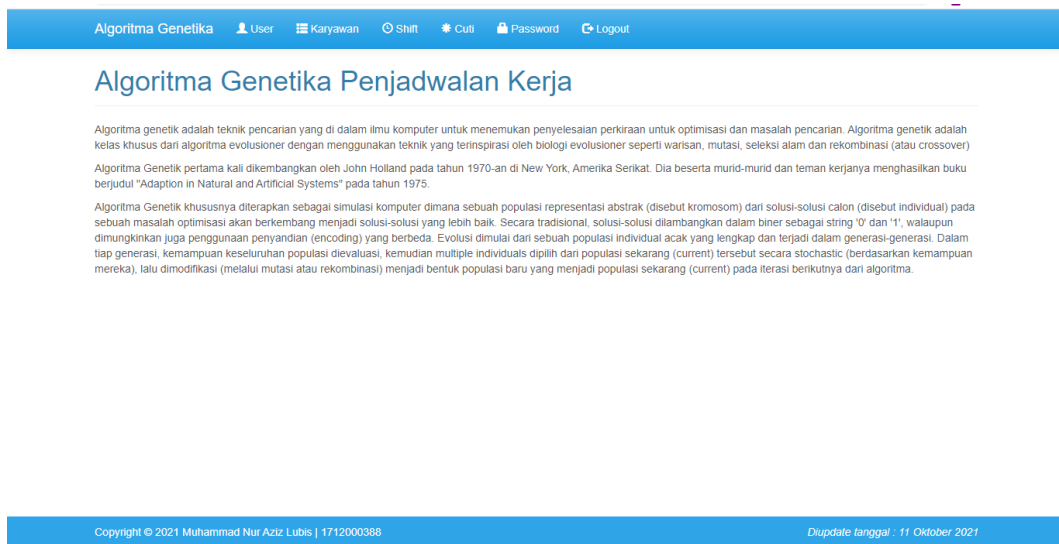 Algoritma Genetika User Karyawan Shift Cuti Password Logout
Algoritma Genetika Penjadwalan Kerja
Algoritma genetik adalah teknik pencarian yang di dalam ilmu komputer untuk menemukan penyelesaian perkiraan untuk optimisasi dan masalah pencarian. Algoritma genetik adalah
kelas khusus dari algoritma evolusioner dengan menggunakan teknik yang terinspirasi oleh biologi evolusioner seperti warisan, mutasi, seleksi alam dan rekombinasi (atau crossover)
Algoritma Genetik pertama kali dikembangkan oleh John Holland pada tahun 1970-an di New York, Amerika Serikat. Dia beserta murid-murid dan teman kerjanya menghasilkan buku
berjudul "Adaption in Natural and Artificial Systems" pada tahun 1975.
Algoritma Genetik khususnya diterapkan sebagai simulasi komputer dimana sebuah populasi representasi abstrak (disebut kromosom) dari solusi-solusi calon (disebut individual) pada
sebuah masalah optimisasi akan berkembang menjadi solusi-solusi yang lebih baik. Secara tradisional, solusi-solusi dilambangkan dalam biner sebagai string '0' dan '1', walaupun
dimungkinkan juga penggunaan penyandian (encoding) yang berbeda. Evolusi dimulai dari sebuah populasi individual acak yang lengkap dan terjadi dalam generasi-generasi. Dalam
tiap generasi, kemampuan keseluruhan populasi dievaluasi, kemudian multiple individuals dipilih dari populasi sekarang (current) tersebut secara stochastic (berdasarkan kemampuan
mereka), lalu dimodifikasi (melalui mutasi atau rekombinasi) menjadi bentuk populasi baru yang menjadi populasi sekarang (current) pada iterasi berikutnya dari algoritma.
Copyright © 2021 Muhammad Nur Aziz Lubis | 1712000388 Diupdate tanggal : 11 Oktober 2021